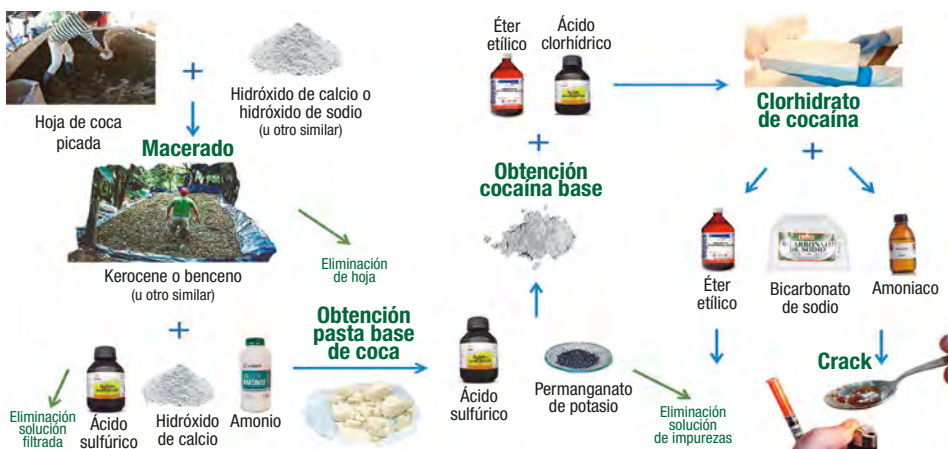 Hoja de coca
picada
Hidróxido de calcio o
hidróxido de sodio
(u otro similar)
Macerado
Kerocene o benceno
(u otro similar)
Eliminación
de hoja
Eliminación
solución
filtrada
Ácido
sulfúrico
Hidróxido
de calcio
Amonio
Obtención
pasta base
de coca
Ácido
sulfúrico
Permanganato
de potasio
Eliminación
solución
de impurezas
Obtención
cocaína base
Éter
etílico
Ácido
clorhídrico
Clorhidrato
de cocaína
Éter
etílico
Bicarbonato
de sodio
Amoniaco
Crack